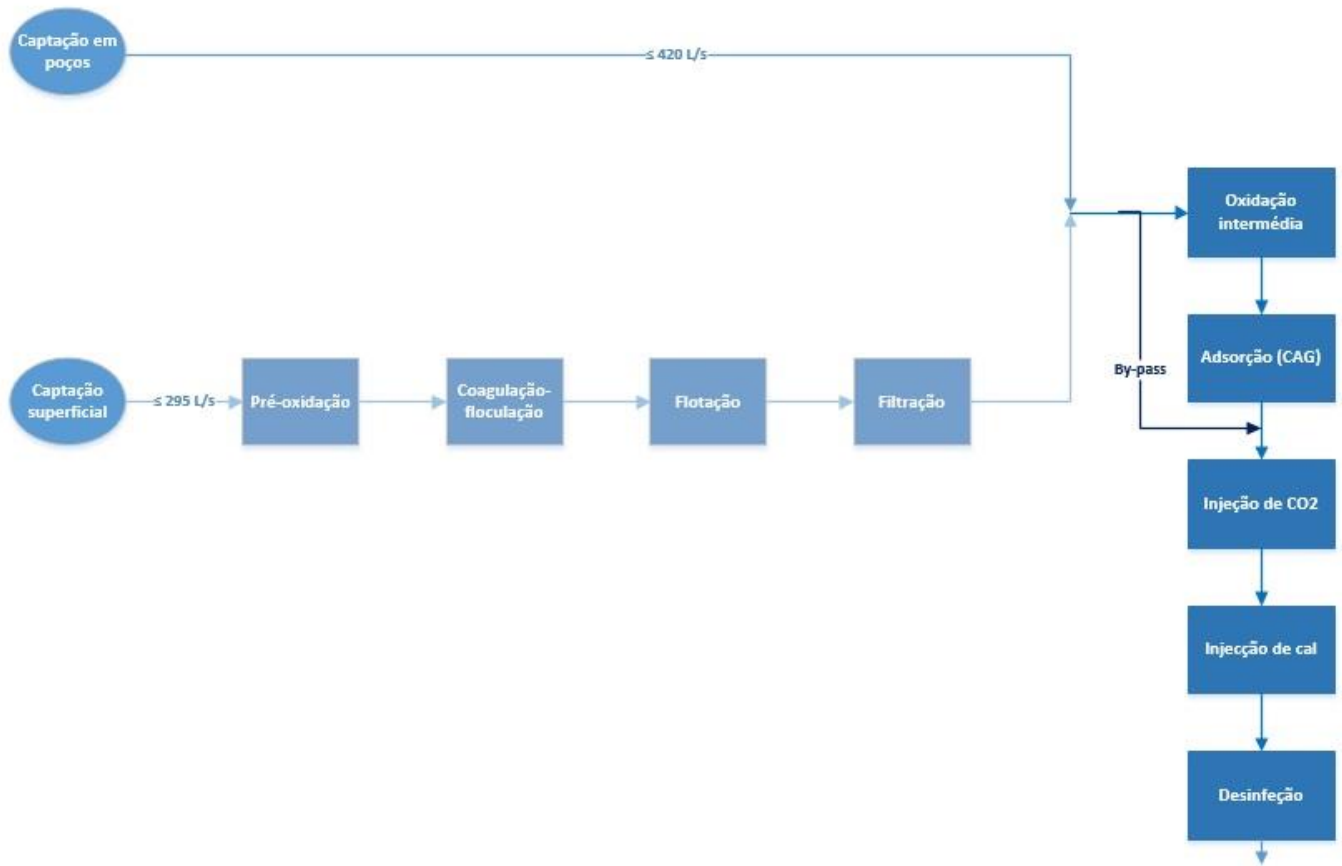 Captação em
poços
≤ 420 L/s
Oxidação
intermédia
Captação
superficial
≤ 295 L/s
Pré-oxidação
Coagulação-
floculação
Flotação
Filtração
By-pass
Adsorção (CAG)
Injeção de CO2
Injecção de cal
Desinfeção